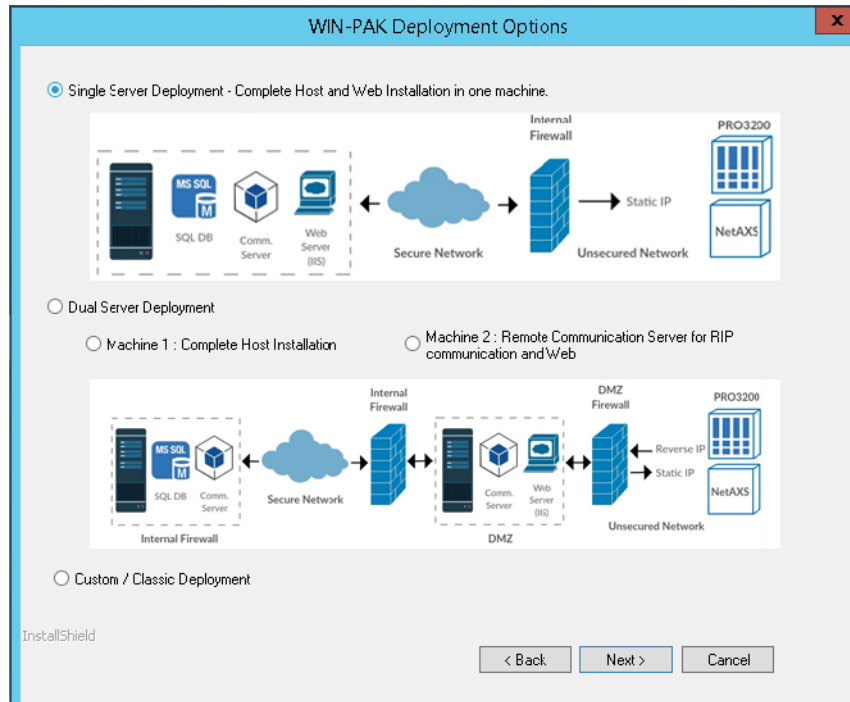 WIN-PAK Deployment Options
x
Single Server Deployment - Complete Host and Web Installation in one machine.
Internal
Firewall
PRO3200
MS SQL
M
SQL DB
Comm.
Server
Web
Server
(IIS)
Secure Network
Static IP
Unsecured Network
NetAXS
Dual Server Deployment
Machine 1 : Complete Host Installation
Machine 2 : Remote Communication Server for RIP
communication and Web
Internal
Firewall
DMZ
Firewall
PRO3200
MS SQL
M
SQL DB
Comm.
Server
Secure Network
Comm.
Server
Web
Server
(IIS)
Reverse IP
Static IP
NetAXS
Unsecured Network
Internal Firewall
DMZ
Custom / Classic Deployment
InstallShield
< Back
Next >
Cancel